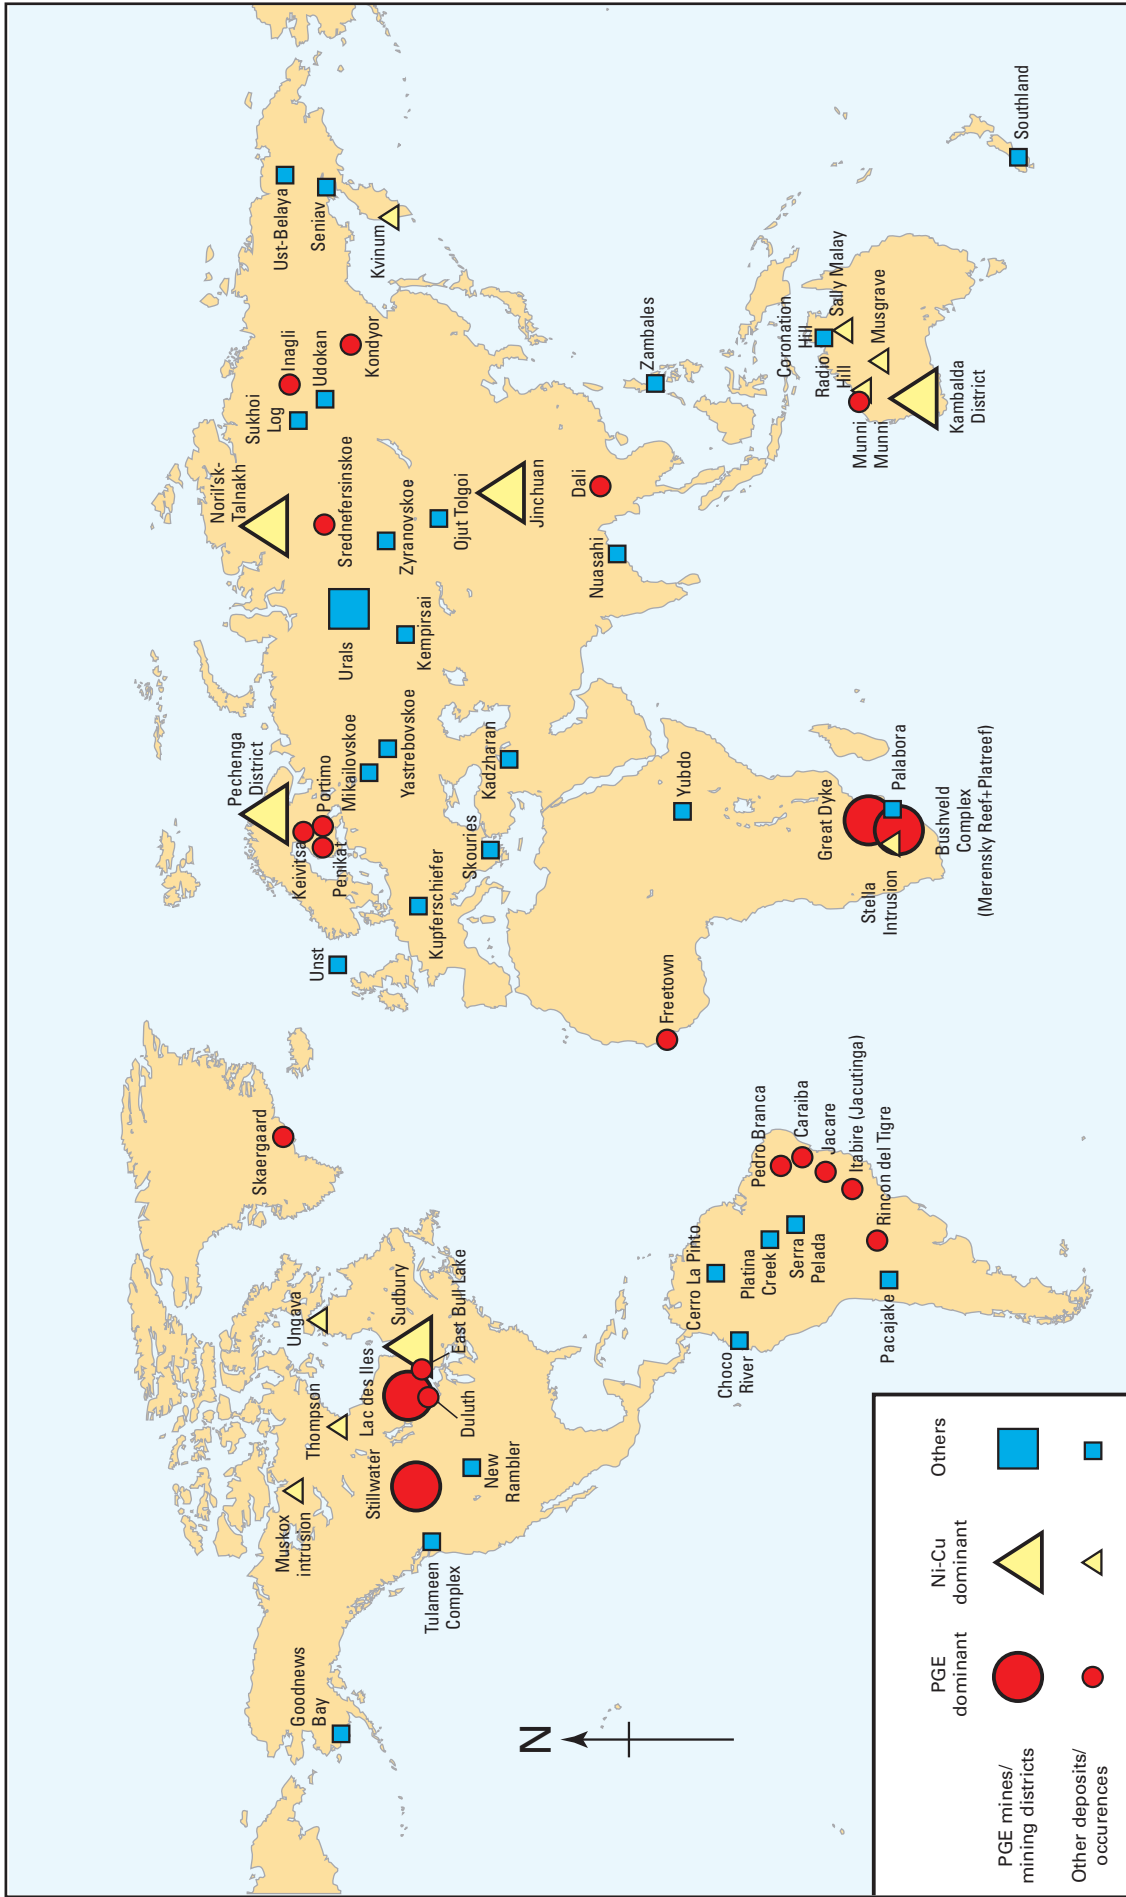 Goodnews
Bay
Muskox
intrusion
Thompson
Ungava
Skaergaard
Tulameen
Complex
Stillwater
New
Rambler
Lac des Iles
Duluth
Sudbury
East Bull Lake
Choco
River
Cerro La Pinto
Platina
Creek
Serra
Pelada
Pedro Branca
Caraiba
Jacare
Itabire (Jacutinga)
Rincon del Tigre
Pacajake
Unst
Pechenga
District
Keivitsa
Portimo
Penikat
Mikailovskoe
Yastrebovskoe
Kupferschiefer
Skouries
Kadzharan
Urals
Kempirsai
Noril'sk-
Talnakh
Srednefersinskoe
Zyranovskoe
Ojut Tolgoi
Jinchuan
Sukhoi
Log
Inagli
Udokan
Kondyor
Ust-Belaya
Seniav
Kvinum
Dali
Nuasahi
Zambales
Freetown
Yubdo
Great Dyke
Palabora
Stella
Intrusion
Bushveld
Complex
(Merensky Reef-Platreef)
Coronation
Hill
Radio
Hill
Sally Malay
Musgrave
Munni
Munni
Kambalda
District
Southland
N
PGE
dominant
Ni-Cu
dominant
Others
PGE mines/
mining districts
Other deposits/
occurences